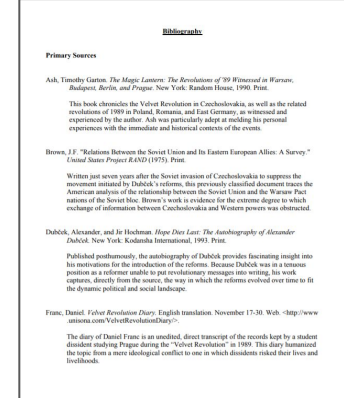 Bibliography
Primary Sources
Ash, Timothy Garton. The Magic Lantern: The Revolutions of '89 Witnessed in Warsaw,
Budapest, Berlin, and Prague. New York: Random House, 1990. Print.
This book chronicles the Velvet Revolution in Czechoslovakia, as well as the related
revolutions of 1989 in Poland, Romania, and East Germany, as witnessed and
experienced by the author. Ash was particularly adept at melding his personal
experiences with the immediate and historical contexts of the events.
Brown, J.F. "Relations Between the Soviet Union and Its Eastern European Allies: A Survey."
United States Project RAND (1975). Print.
Written just seven years after the Soviet invasion of Czechoslovakia to suppress the
movement initiated by Dubček's reforms, this previously classified document traces the
American analysis of the relationship between the Soviet Union and the Warsaw Pact
nations of the Soviet bloc. Brown's work is evidence for the extreme degree to which
exchange of information between Czechoslovakia and Western powers was obstructed.
Dubček, Alexander, and Jir Hochman. Hope Dies Last: The Autobiography of Alexander
Dubček. New York: Kodansha International, 1993. Print.
Published posthumously, the autobiography of Dubček provides fascinating insight into
his motivations for the introduction of the reforms. Because Dubček was in a tenuous
position as a reformer unable to put revolutionary messages into writing, his work
captures, directly from the source, the way in which the reforms evolved over time to fit
the dynamic political and social landscape.
Franc, Daniel. Velvet Revolution Diary. English translation. November 17-30. Web. <http://www
.unisona.com/VelvetRevolutionDiary/>.
The diary of Daniel Franc is an unedited, direct transcript of the records kept by a student
dissident studying Prague during the "Velvet Revolution" in 1989. This diary humanized
the topic from a mere ideological conflict to one in which dissidents risked their lives and
livelihoods.